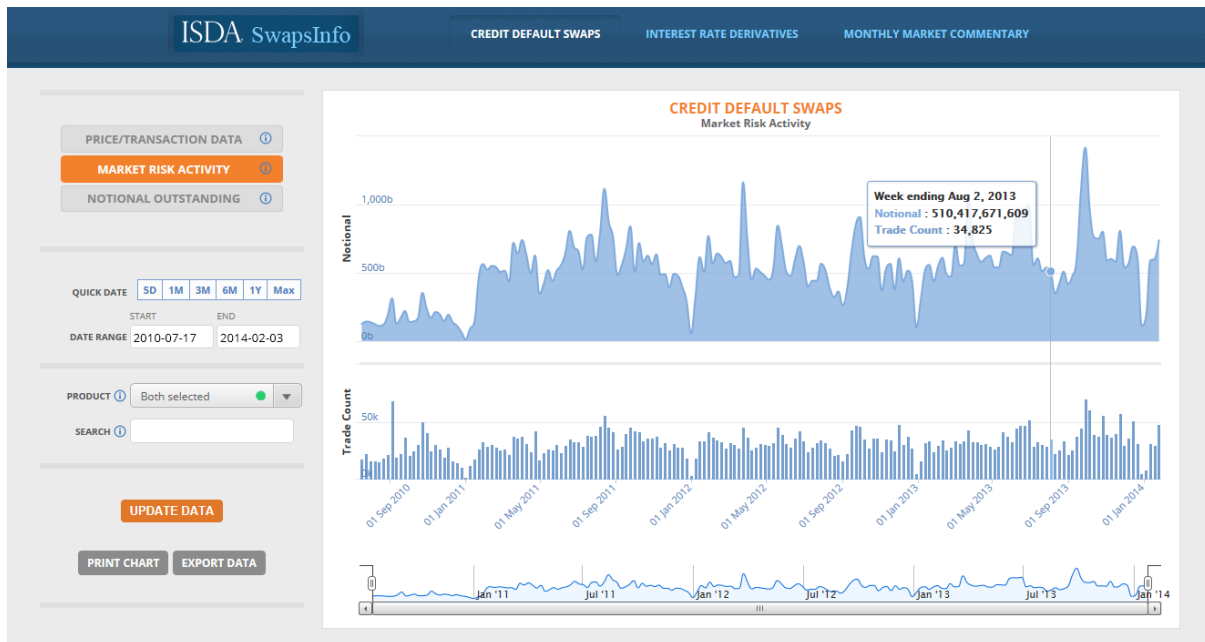 ISDA SwapsInfo
CREDIT DEFAULT SWAPS
INTEREST RATE DERIVATIVES
MONTHLY MARKET COMMENTARY
PRICE/TRANSACTION DATA
MARKET RISK ACTIVITY
NOTIONAL OUTSTANDING
QUICK DATE 5D 1M 3M 6M 1Y Max
START END
DATE RANGE 2010-07-17 2014-02-03
PRODUCT Both selected
SEARCH
UPDATE DATA
PRINT CHART EXPORT DATA
CREDIT DEFAULT SWAPS
Market Risk Activity
Notional
1,000b
500b
0b
Week ending Aug 2, 2013
Notional : 510,417,671,609
Trade Count : 34,825
Trade Count
50k
0k
01 Sep 2010 01 Jan 2011 01 May 2011 01 Sep 2011 01 Jan 2012 01 May 2012 01 Sep 2012 01 Jan 2013 01 May 2013 01 Sep 2013 01 Jan 2014
Jan '11 Jul '11 Jan '12 Jul '12 Jan '13 Jul '13 Jan '14